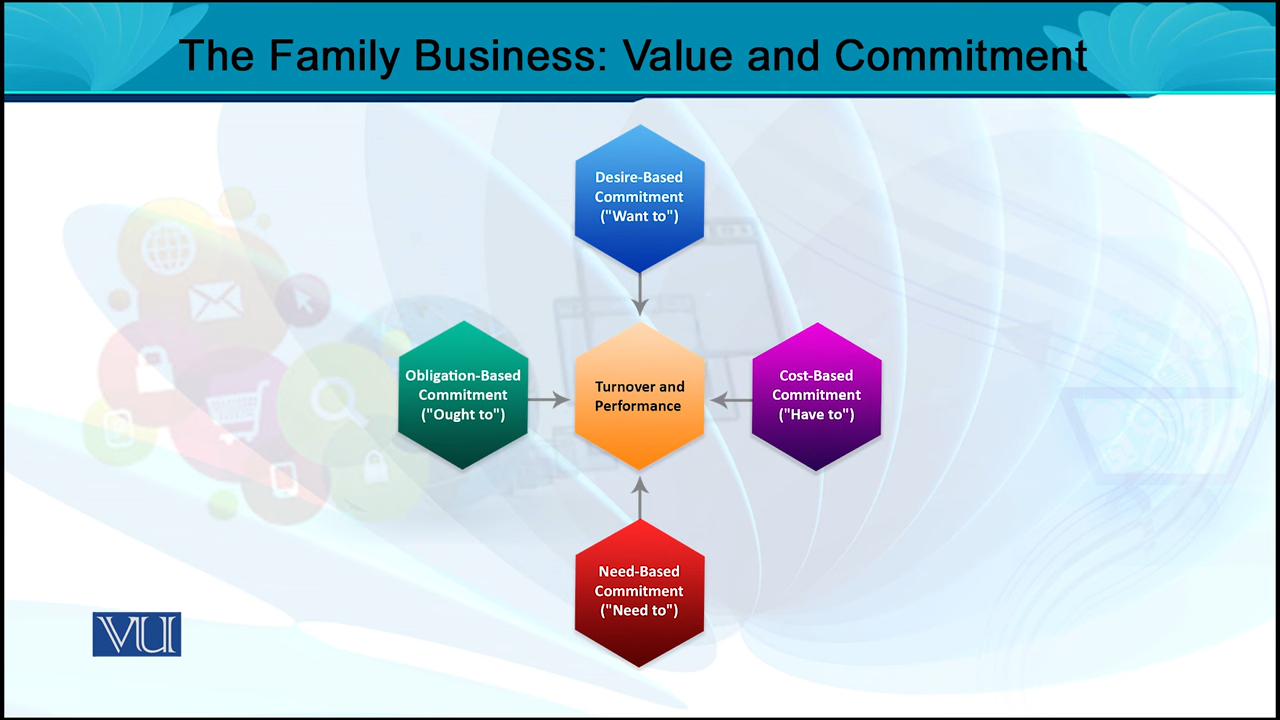 The Family Business: Value and Commitment
Desire-Based
Commitment
("Want to")
Obligation-Based
Commitment
("Ought to")
Turnover and
Performance
Cost-Based
Commitment
("Have to")
Need-Based
Commitment
("Need to")
VU